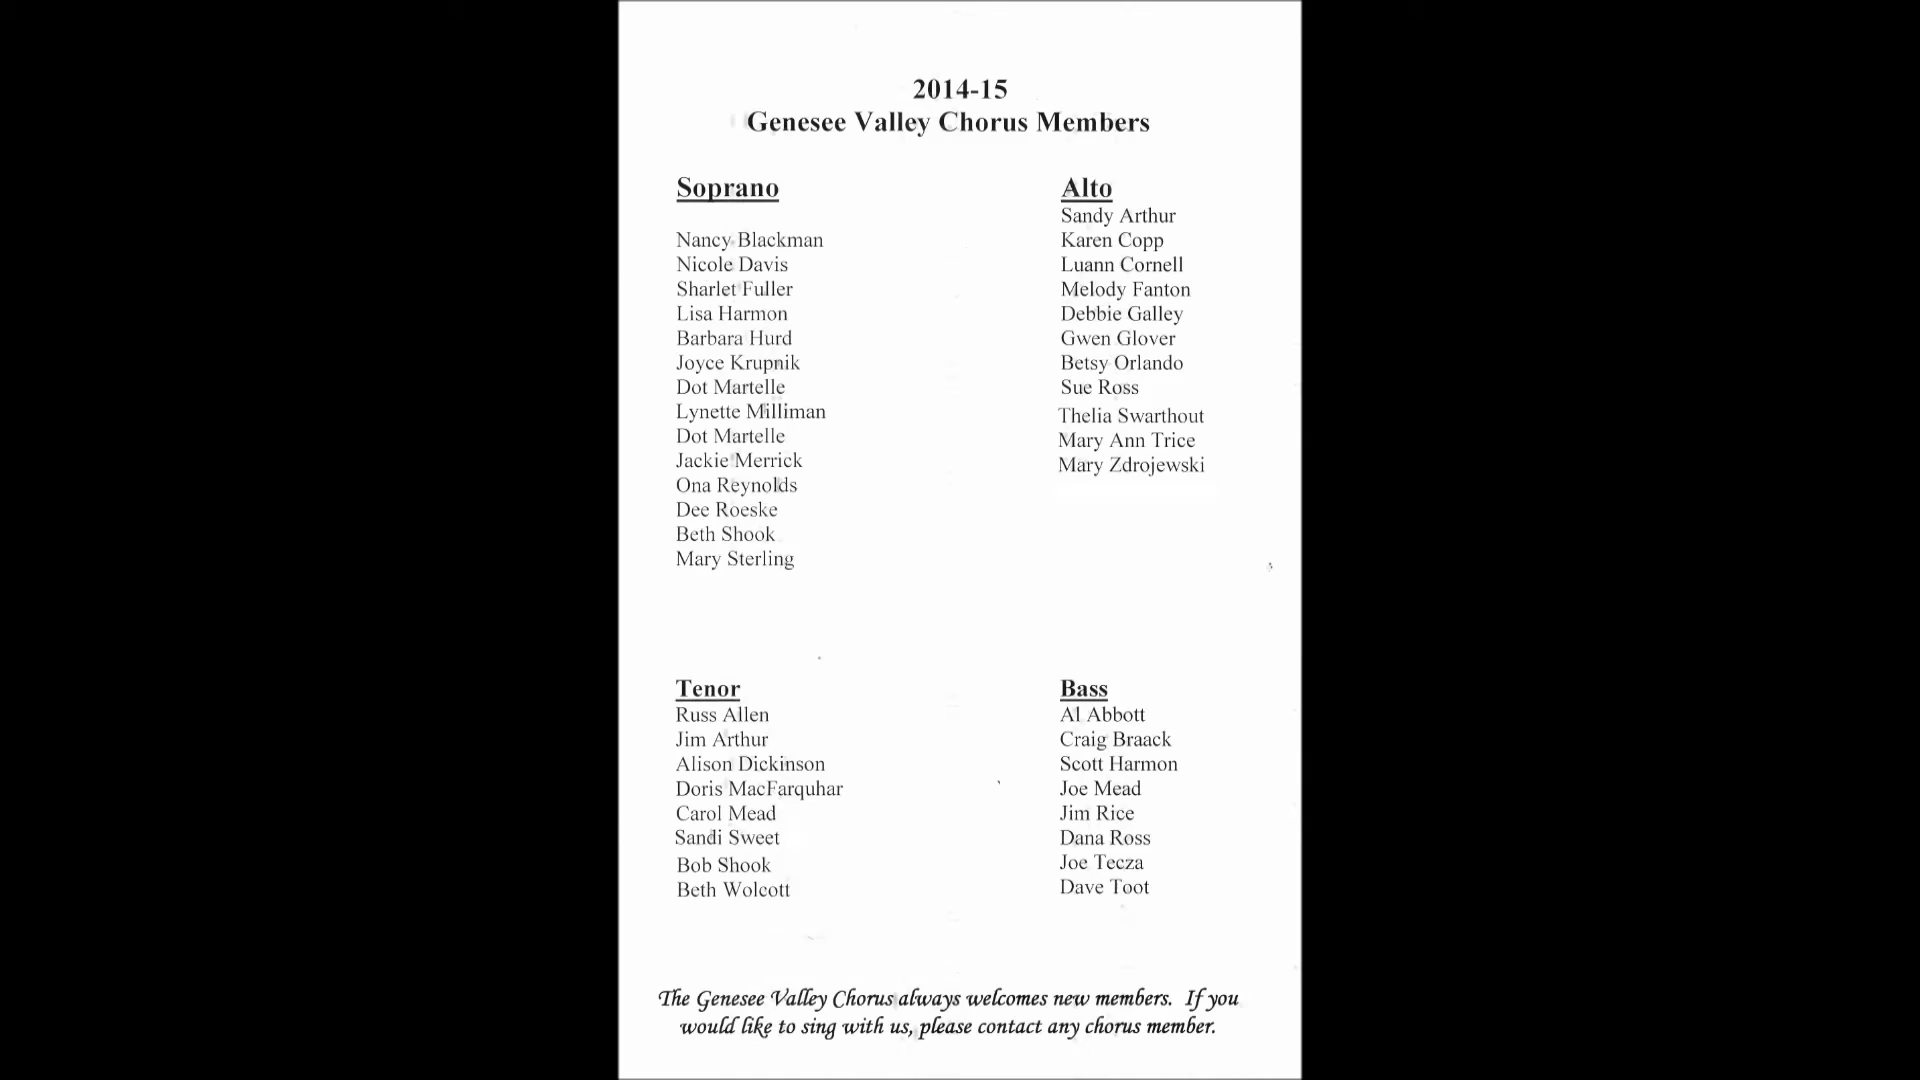 2014-15
Genesee Valley Chorus Members
Soprano
Nancy Blackman
Nicole Davis
Sharlet Fuller
Lisa Harmon
Barbara Hurd
Joyce Krupnik
Dot Martelle
Lynette Milliman
Dot Martelle
Jackie Merrick
Ona Reynolds
Dee Roeske
Beth Shook
Mary Sterling
Alto
Sandy Arthur
Karen Copp
Luann Cornell
Melody Fanton
Debbie Galley
Gwen Glover
Betsy Orlando
Sue Ross
Thelia Swarthout
Mary Ann Trice
Mary Zdrojewski
Tenor
Russ Allen
Jim Arthur
Alison Dickinson
Doris MacFarquhar
Carol Mead
Sandi Sweet
Bob Shook
Beth Wolcott
Bass
Al Abbott
Craig Braack
Scott Harmon
Joe Mead
Jim Rice
Dana Ross
Joe Tecza
Dave Toot
The Genesee Valley Chorus always welcomes new members. If you
would like to sing with us, please contact any chorus member.